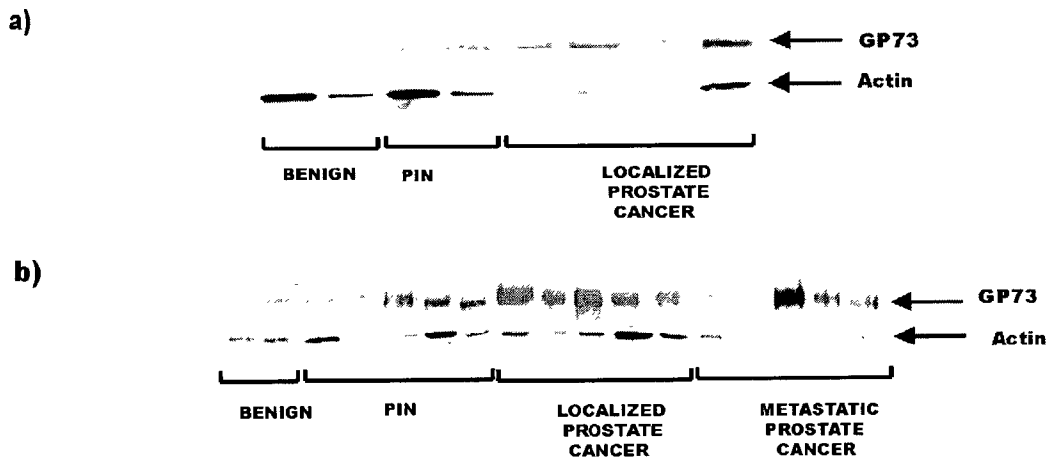 a)
GP73
Actin
BENIGN
PIN
LOCALIZED
PROSTATE
CANCER
b)
GP73
Actin
BENIGN
PIN
LOCALIZED
PROSTATE
CANCER
METASTATIC
PROSTATE
CANCER